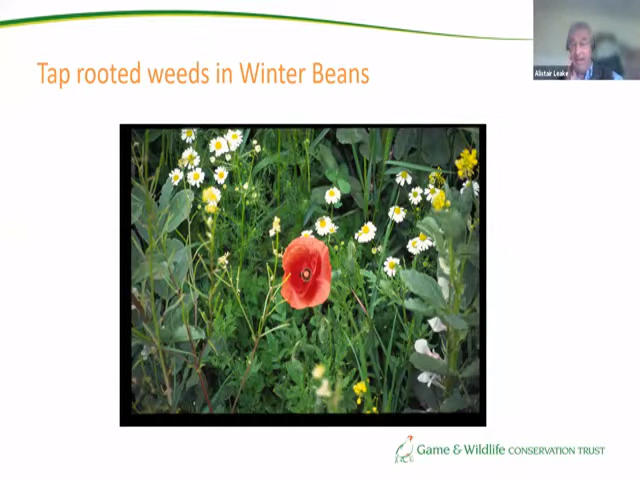 Tap rooted weeds in Winter Beans
Alistair Leake
Game & Wildlife CONSERVATION TRUST